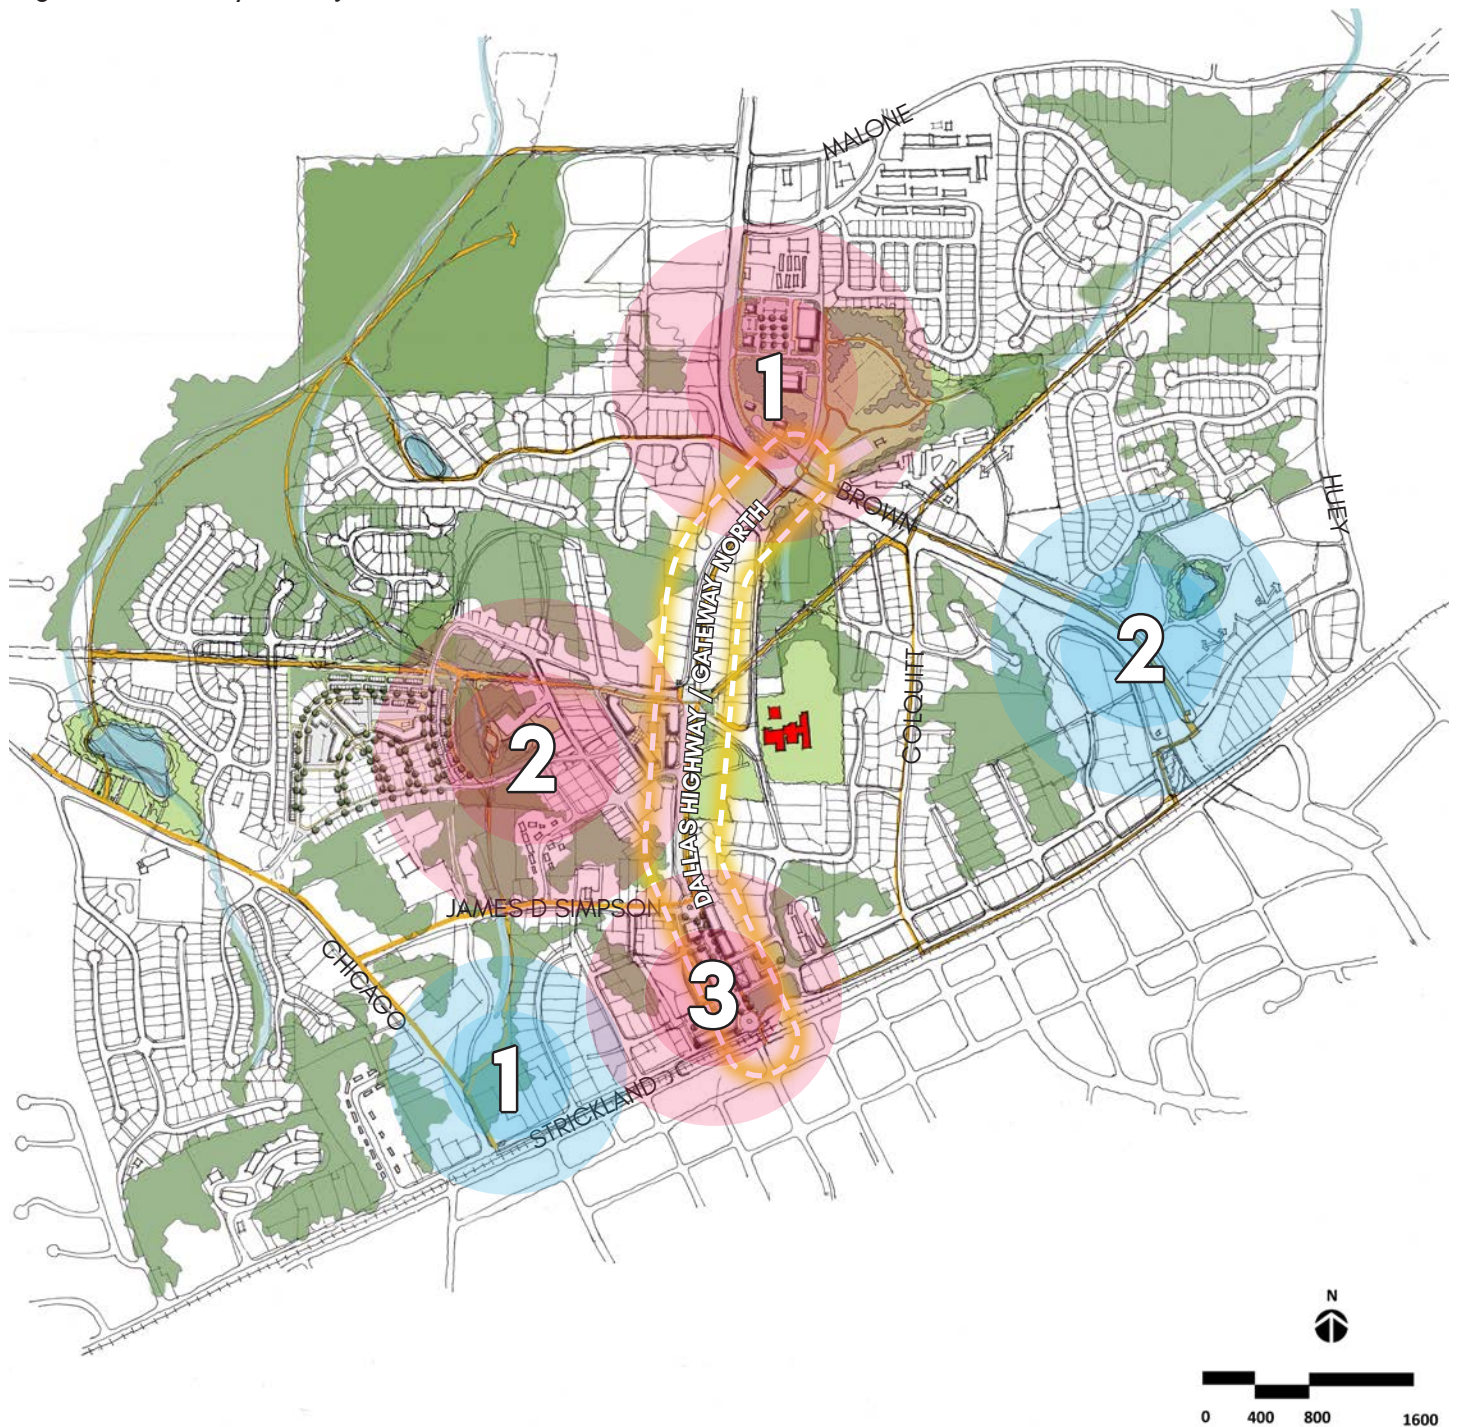 MALONE
1
HUEY
BROWN
DALLAS HIGHWAY / GATEWAY NORTH
2
COLQUITT
2
JAMES D SIMPSON
CHICAGO
3
1
STRICKLAND
N
0 400 800 1600